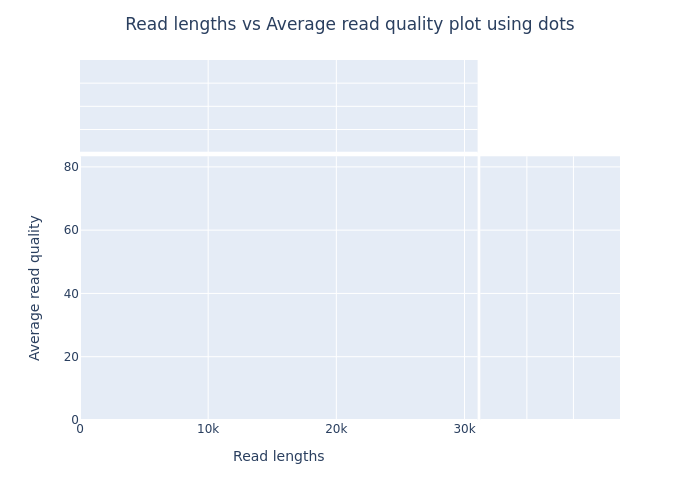 Read lengths vs Average read quality plot using dots
80
60
40
20
0
Average read quality
0
10k
20k
30k
Read lengths